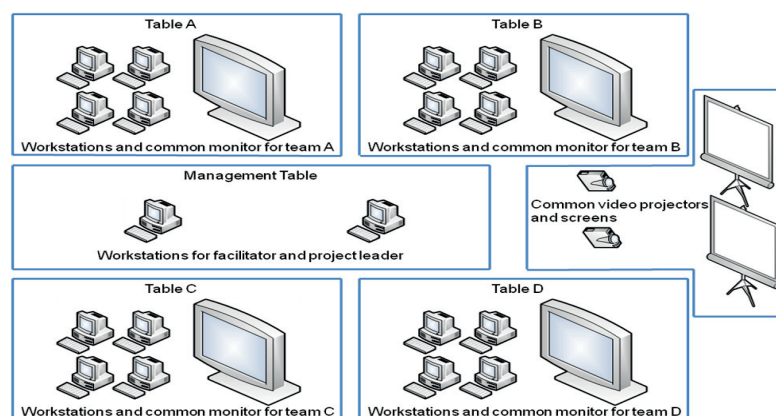 Table A
Workstations and common monitor for team A
Table B
Workstations and common monitor for team B
Management Table
Workstations for facilitator and project leader
Common video projectors
and screens
Table C
Workstations and common monitor for team C
Table D
Workstations and common monitor for team D